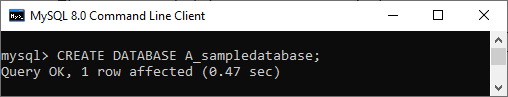 MySQL 8.0 Command Line Client
mysql> CREATE DATABASE A_sampledatabase;
Query OK, 1 row affected (0.47 sec)